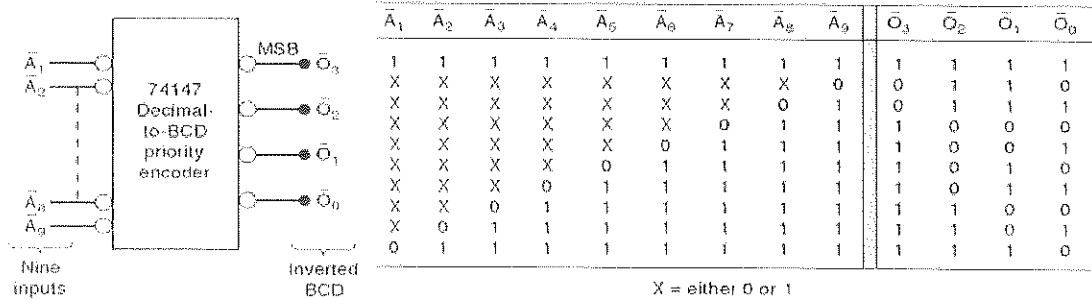 Ā₁
Ā₂
Ā₈
Ā₉
Nine
inputs
74147
Decimal-
to-BCD
priority
encoder
MSB
Ō₃
Ō₂
Ō₁
Ō₀
Inverted
BCD
Ā₁ Ā₂ Ā₃ Ā₄ Ā₅ Ā₆ Ā₇ Ā₈ Ā₉ Ō₃ Ō₂ Ō₁ Ō₀
1 1 1 1 1 1 1 1 1 1 1 1 1
X X X X X X X X 0 0 1 1 0
X X X X X X X 0 1 0 1 1 1
X X X X X X 0 1 1 1 0 0 0
X X X X X 0 1 1 1 1 0 0 1
X X X X 0 1 1 1 1 1 0 1 0
X X X 0 1 1 1 1 1 1 0 1 1
X X 0 1 1 1 1 1 1 1 1 0 0
X 0 1 1 1 1 1 1 1 1 1 0 1
0 1 1 1 1 1 1 1 1 1 1 1 0
X = either 0 or 1